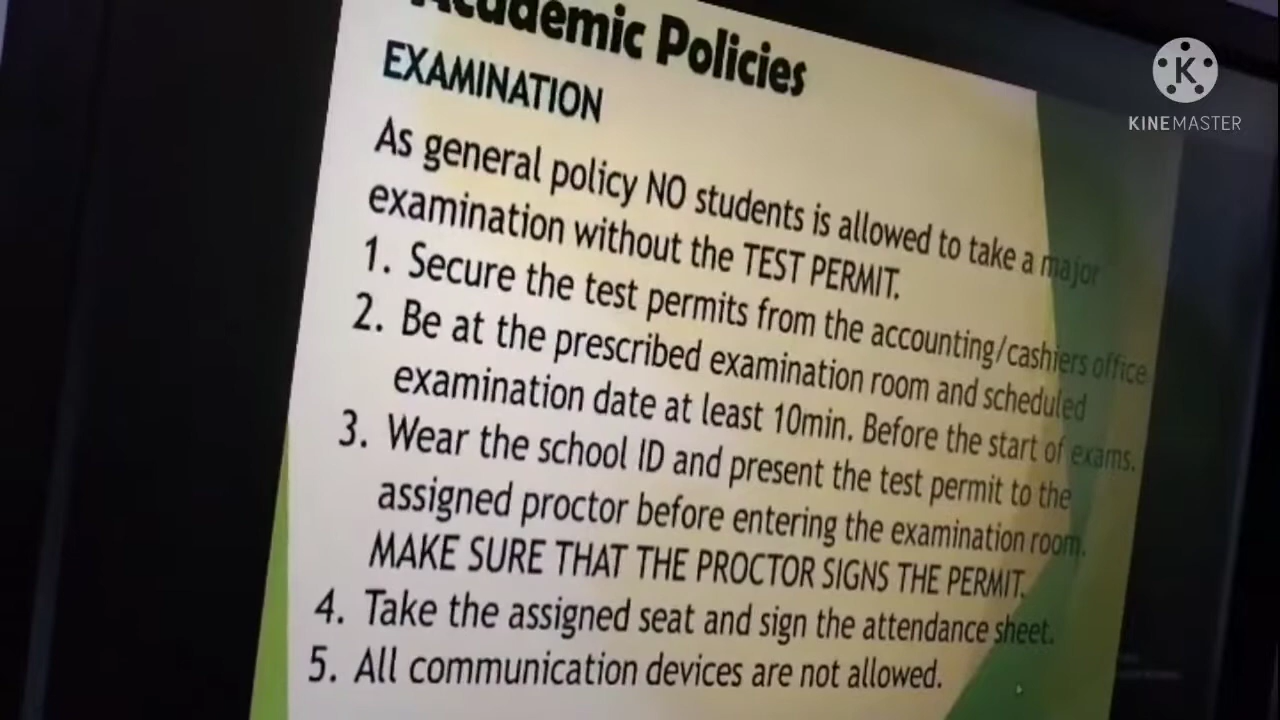 Academic Policies
EXAMINATION
As general policy NO students is allowed to take a major
examination without the TEST PERMIT.
1. Secure the test permits from the accounting/cashiers office
2. Be at the prescribed examination room and scheduled
examination date at least 10min. Before the start of exams.
3. Wear the school ID and present the test permit to the
assigned proctor before entering the examination room.
MAKE SURE THAT THE PROCTOR SIGNS THE PERMIT.
4. Take the assigned seat and sign the attendance sheet.
5. All communication devices are not allowed.
K
KINEMASTER